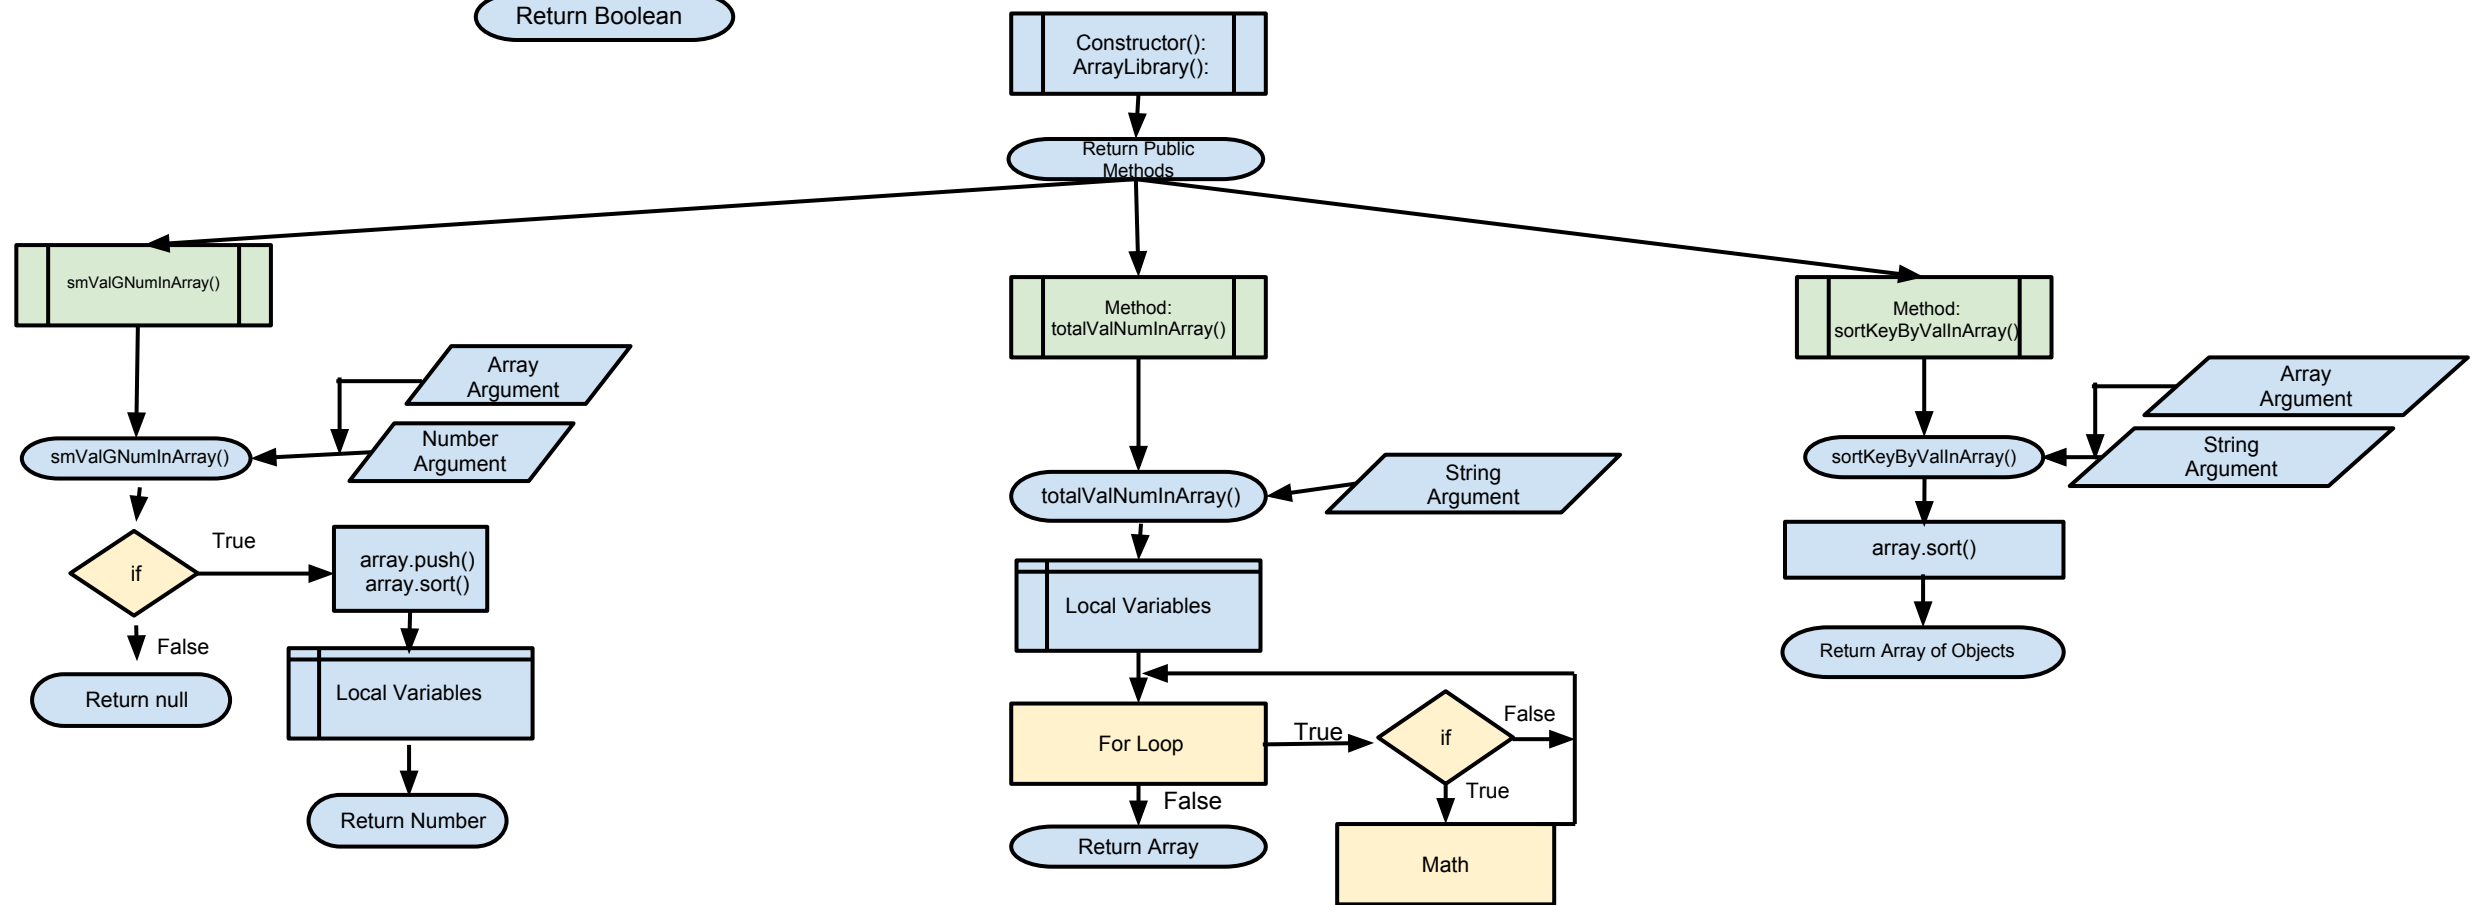 Return Boolean
Constructor():
ArrayLibrary():
Return Public
Methods
smValGNumInArray()
Array
Argument
Number
Argument
smValGNumInArray()
if
True
array.push()
array.sort()
False
Return null
Local Variables
Return Number
Method:
totalValNumInArray()
String
Argument
totalValNumInArray()
Local Variables
For Loop
True
if
False
True
False
Return Array
Math
Method:
sortKeyByValInArray()
Array
Argument
String
Argument
sortKeyByValInArray()
array.sort()
Return Array of Objects